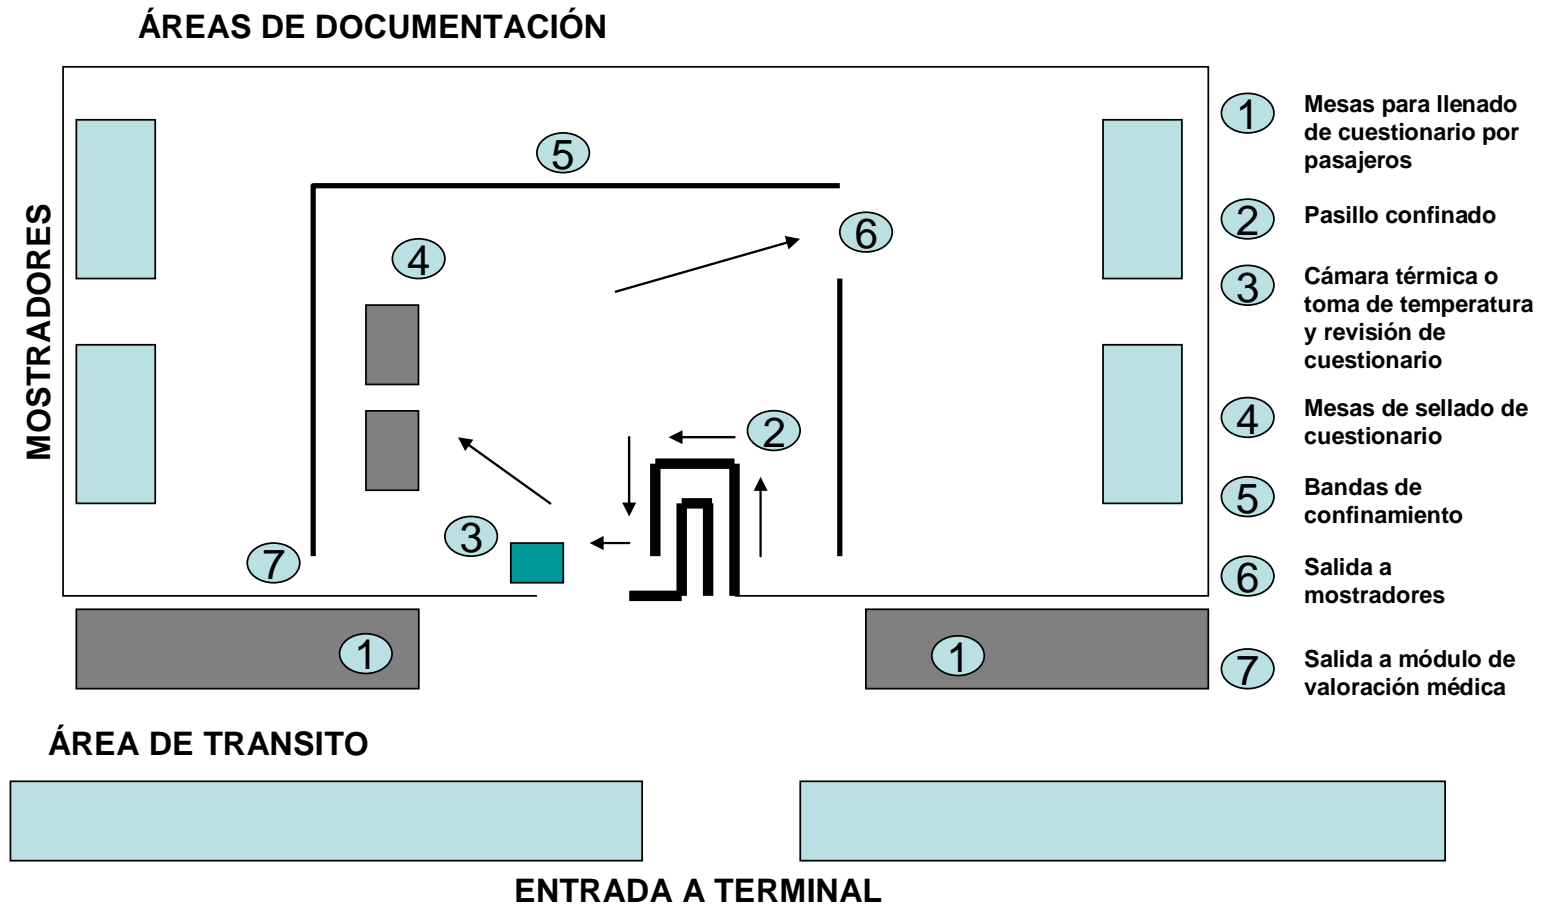 ÁREAS DE DOCUMENTACIÓN
MOSTRADORES
5
6
4
2
3
7
1
1
1
Mesas para llenado
de cuestionario por
pasajeros
2
Pasillo confinado
3
Cámara térmica o
toma de temperatura
y revisión de
cuestionario
4
Mesas de sellado de
cuestionario
5
Bandas de
confinamiento
6
Salida a
mostradores
7
Salida a módulo de
valoración médica
ÁREA DE TRANSITO
ENTRADA A TERMINAL